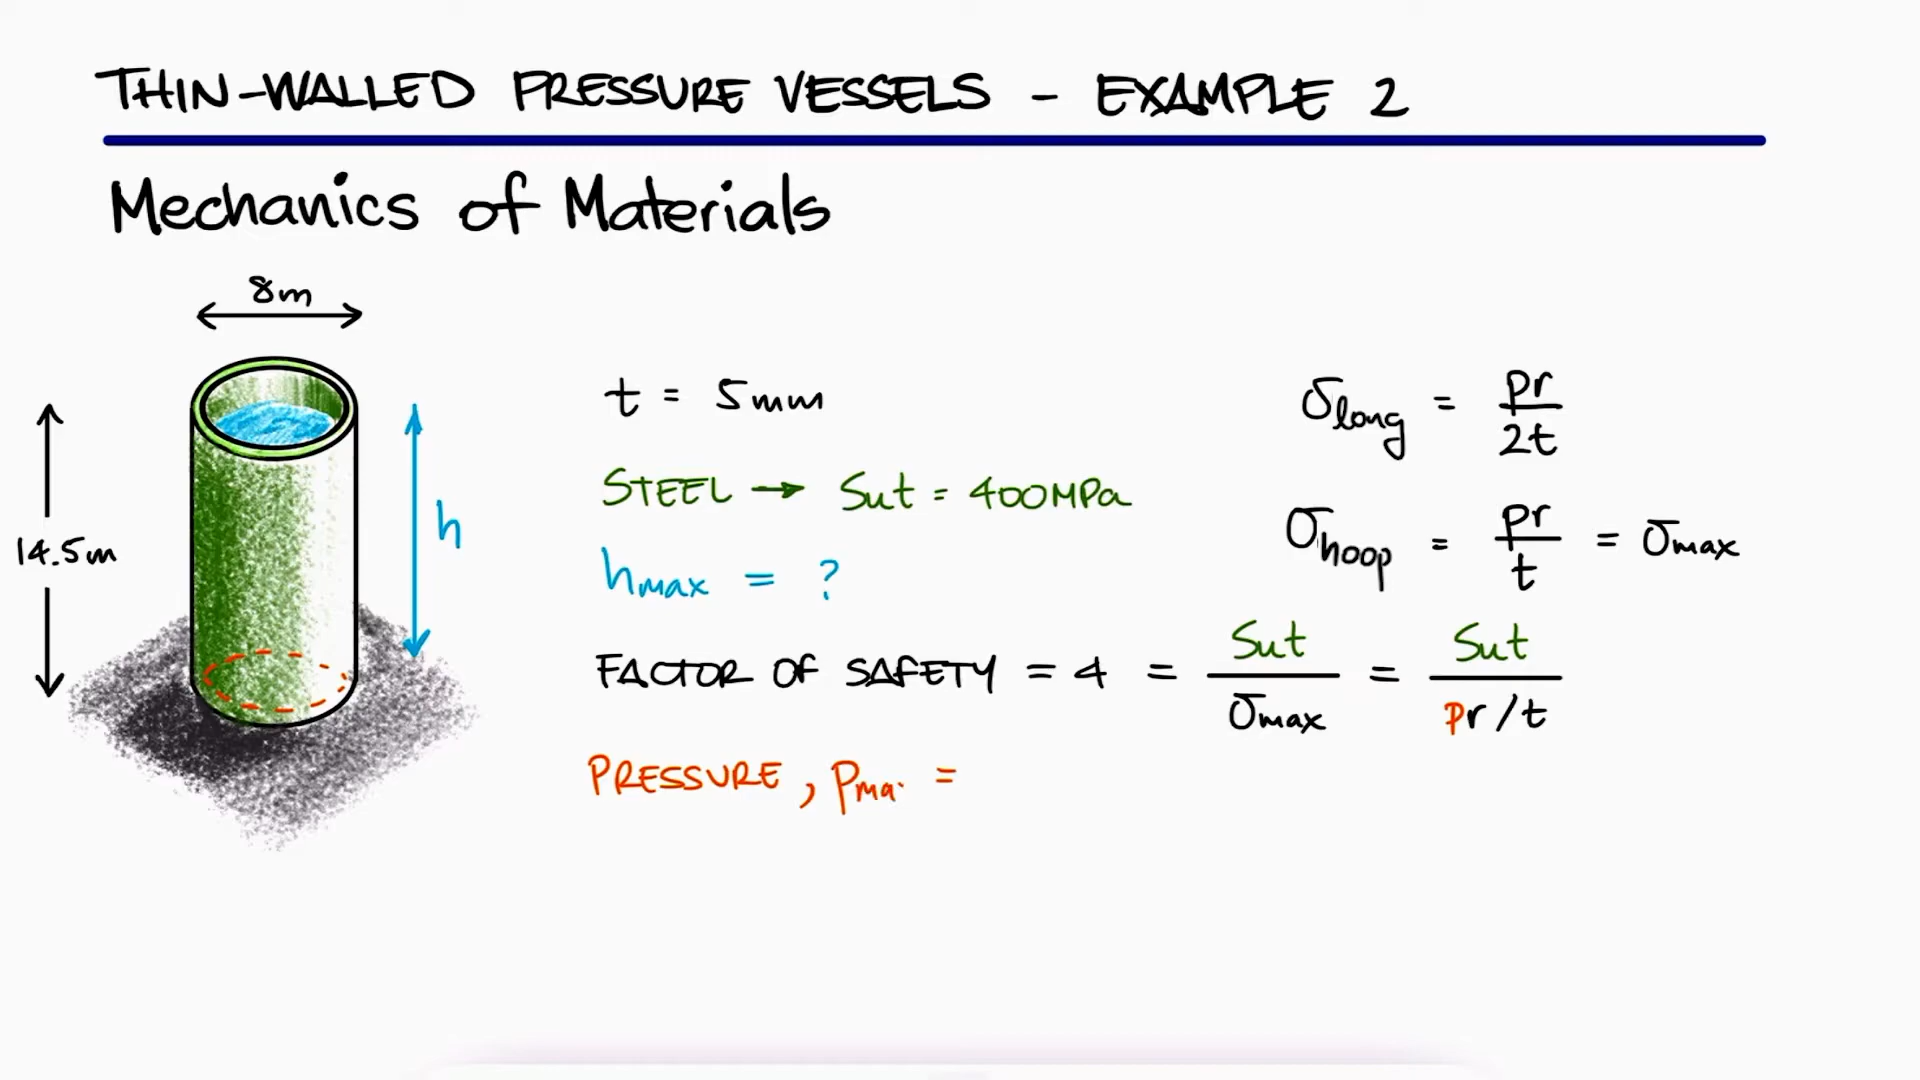 THIN-WALLED PRESSURE VESSELS - EXAMPLE 2
Mechanics of Materials
8m
14.5m
h
t = 5mm
STEEL → Sut = 400MPa
hmax = ?
FACTOR OF SAFETY = 4 = Sut / σmax = Sut / pr/t
PRESSURE, pma. =
σlong = pr / 2t
σhoop = pr / t = σmax